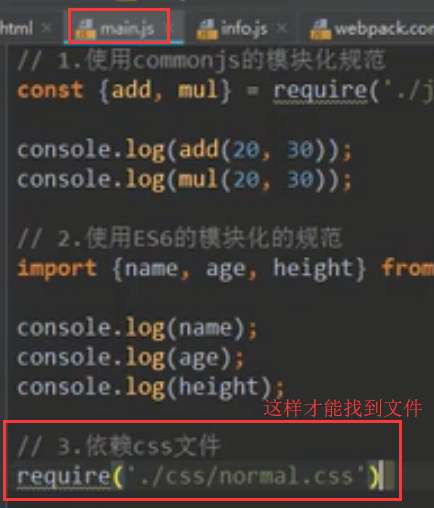 html × main.js × info.js × webpack.con
// 1.使用commonjs的模块化规范
const {add, mul} = require('./j
console.log(add(20, 30));
console.log(mul(20, 30));
// 2.使用ES6的模块化的规范
import {name, age, height} from
console.log(name);
console.log(age);
console.log(height);
这样才能找到文件
// 3.依赖css文件
require('./css/normal.css')